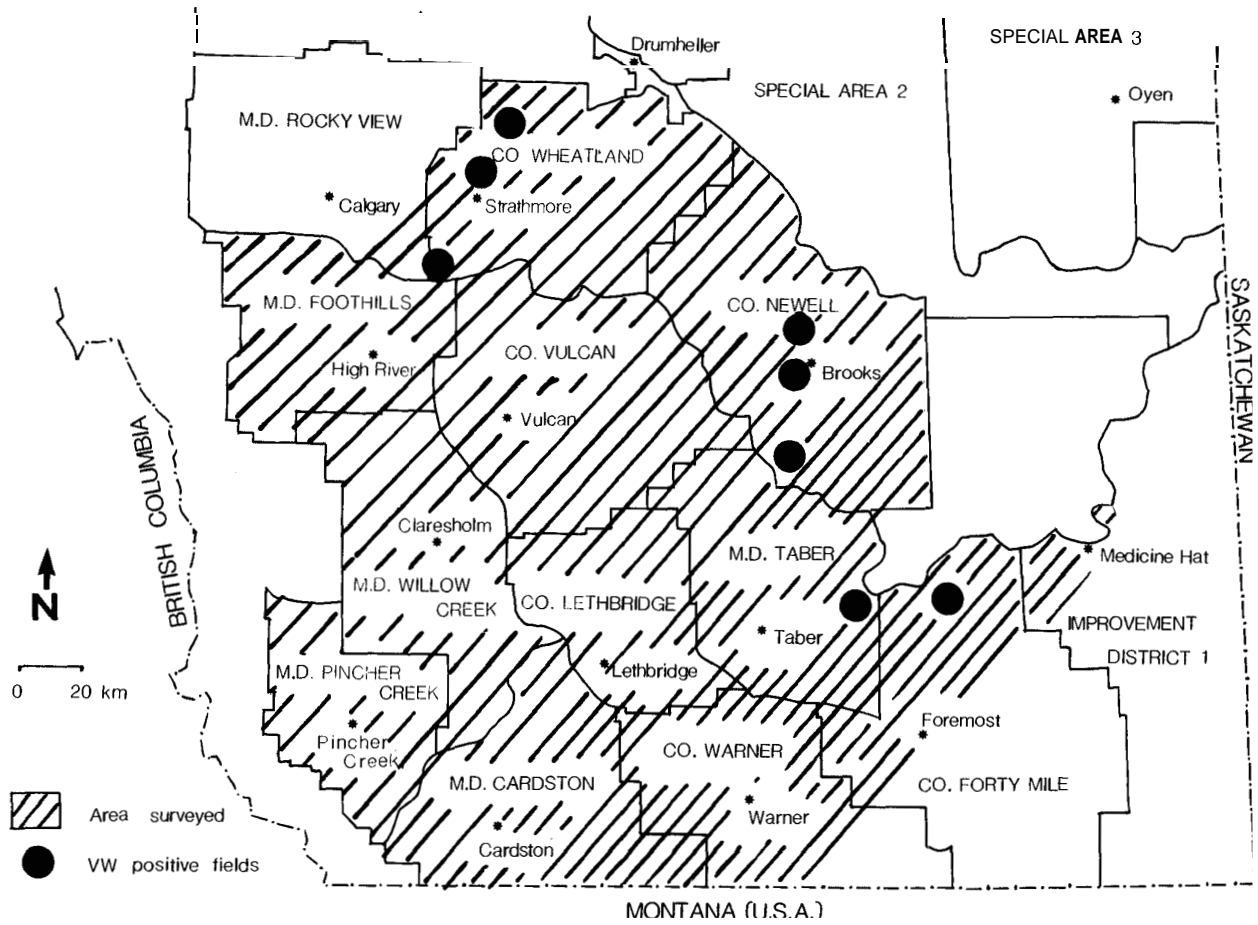 Drumheller
SPECIAL AREA 3
SPECIAL AREA 2
Oyen
M.D. ROCKY VIEW
CO WHEATLAND
Calgary
Strathmore
M.D. FOOTHILLS
CO. NEWELL
SASKATCHEWAN
High River
CO. VULCAN
Brooks
Vulcan
BRITISH COLUMBIA
Claresholm
M.D. TABER
Medicine Hat
N
M.D. WILLOW
CREEK
CO. LETHBRIDGE
Taber
IMPROVEMENT
DISTRICT 1
0 20 km
M.D. PINCHER
CREEK
Lethbridge
Pincher
Creek
Foremost
CO. WARNER
M.D. CARDSTON
CO. FORTY MILE
Warner
Cardston
Area surveyed
VW positive fields
MONTANA (U.S.A.)